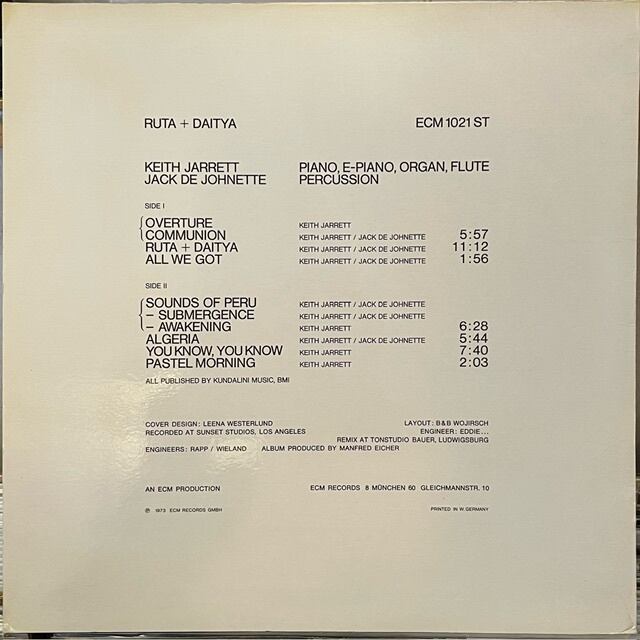 RUTA + DAITYA ECM 1021 ST
KEITH JARRETT PIANO, E-PIANO, ORGAN, FLUTE
JACK DE JOHNETTE PERCUSSION
SIDE I
OVERTURE KEITH JARRETT
COMMUNION KEITH JARRETT / JACK DE JOHNETTE 5:57
RUTA + DAITYA KEITH JARRETT / JACK DE JOHNETTE 11:12
ALL WE GOT KEITH JARRETT / JACK DE JOHNETTE 1:56
SIDE II
SOUNDS OF PERU KEITH JARRETT / JACK DE JOHNETTE
– SUBMERGENCE KEITH JARRETT / JACK DE JOHNETTE
– AWAKENING KEITH JARRETT 6:28
ALGERIA KEITH JARRETT / JACK DE JOHNETTE 5:44
YOU KNOW, YOU KNOW KEITH JARRETT 7:40
PASTEL MORNING KEITH JARRETT 2:03
ALL PUBLISHED BY KUNDALINI MUSIC, BMI
COVER DESIGN: LEENA WESTERLUND LAYOUT: B&B WOJIRSCH
RECORDED AT SUNSET STUDIOS, LOS ANGELES ENGINEER: EDDIE...
REMIX AT TONSTUDIO BAUER, LUDWIGSBURG
ENGINEERS: RAPP / WIELAND ALBUM PRODUCED BY MANFRED EICHER
AN ECM PRODUCTION ECM RECORDS 8 MÜNCHEN 60 GLEICHMANNSTR. 10
℗ 1973 ECM RECORDS GMBH PRINTED IN W. GERMANY